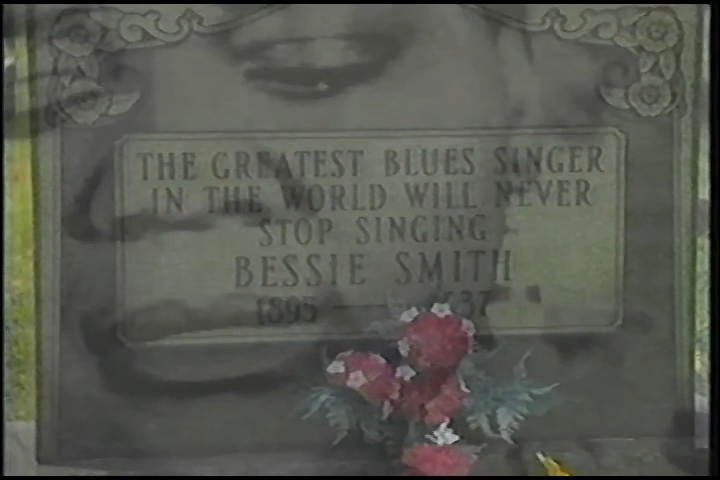 THE GREATEST BLUES SINGER
IN THE WORLD WILL NEVER
STOP SINGING
BESSIE SMITH
1895